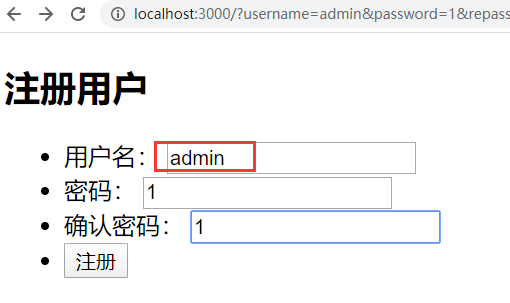 localhost:3000/?username=admin&password=1&repass
注册用户
用户名： admin
密码： 1
确认密码： 1
注册